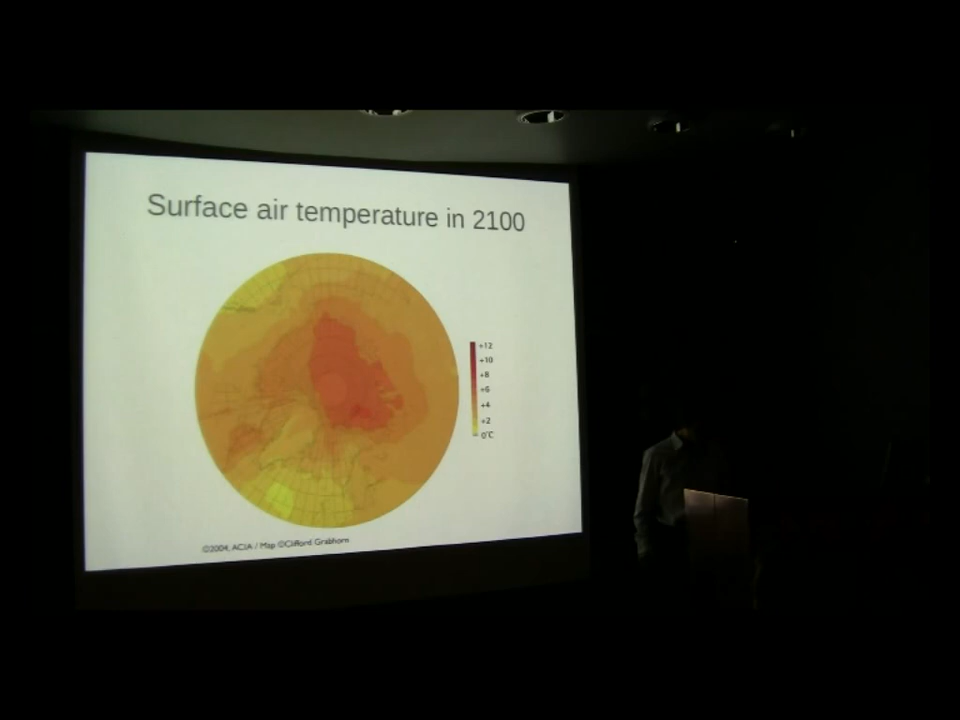 Surface air temperature in 2100
+12
+10
+8
+6
+4
+2
0°C
©2004, ACIA / Map ©Clifford Grabhorn